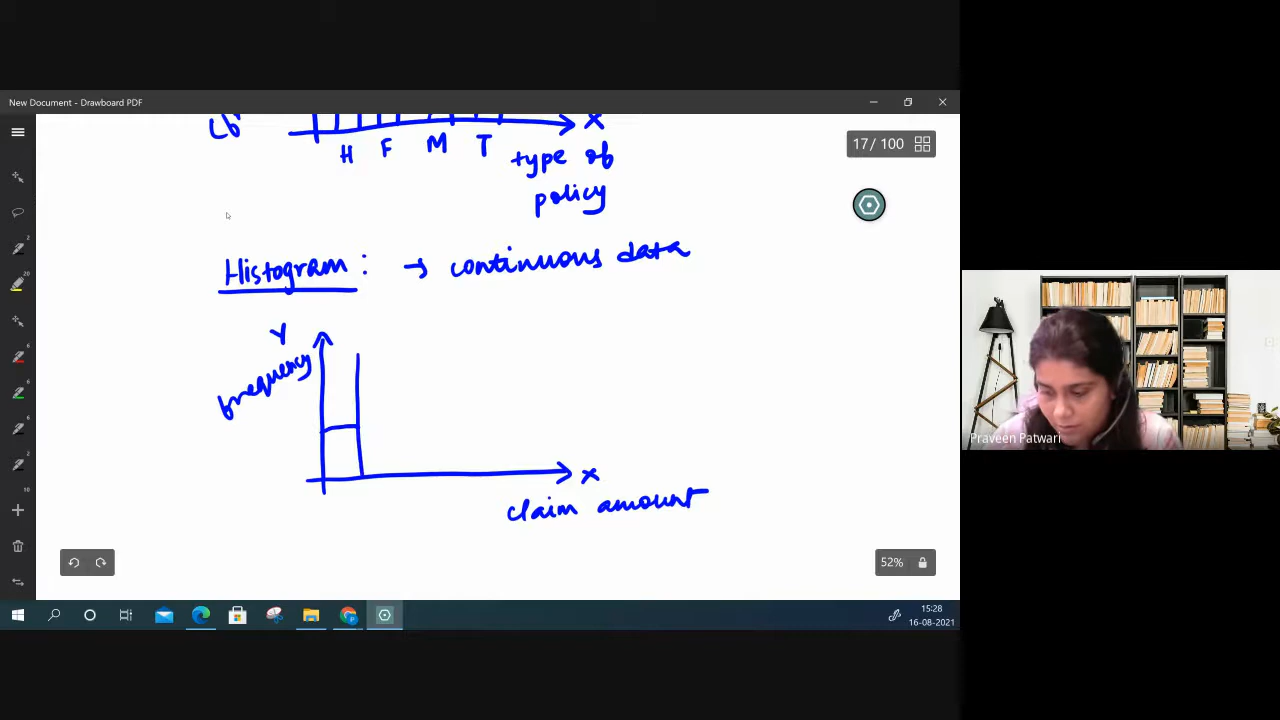 New Document - Drawboard PDF
17 / 100
X
H F M T type of
policy
Histogram : → continuous data
Y
frequency
X
claim amount
52%
Praveen Patwari
15:28
16-08-2021